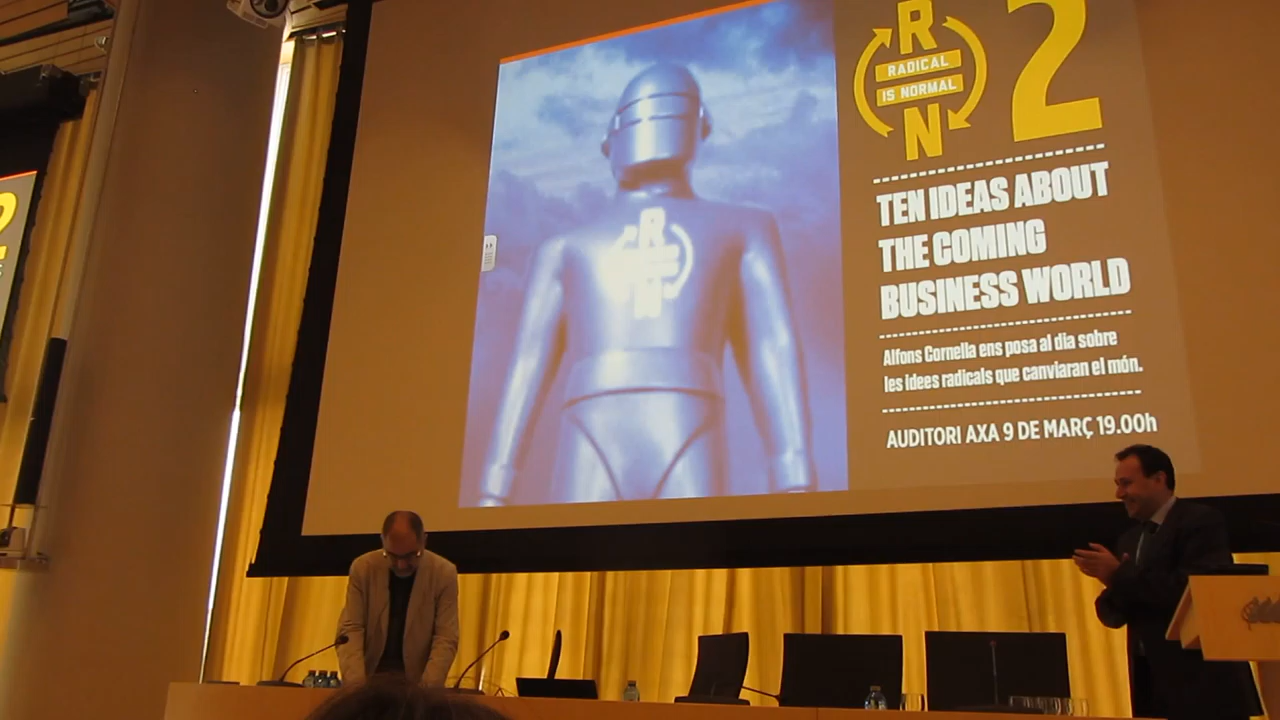 R
RADICAL
IS NORMAL
N
2
TEN IDEAS ABOUT
THE COMING
BUSINESS WORLD
Alfons Cornella ens posa al dia sobre
les idees radicals que canviaran el món.
AUDITORI AXA 9 DE MARÇ 19.00h
R
N
2